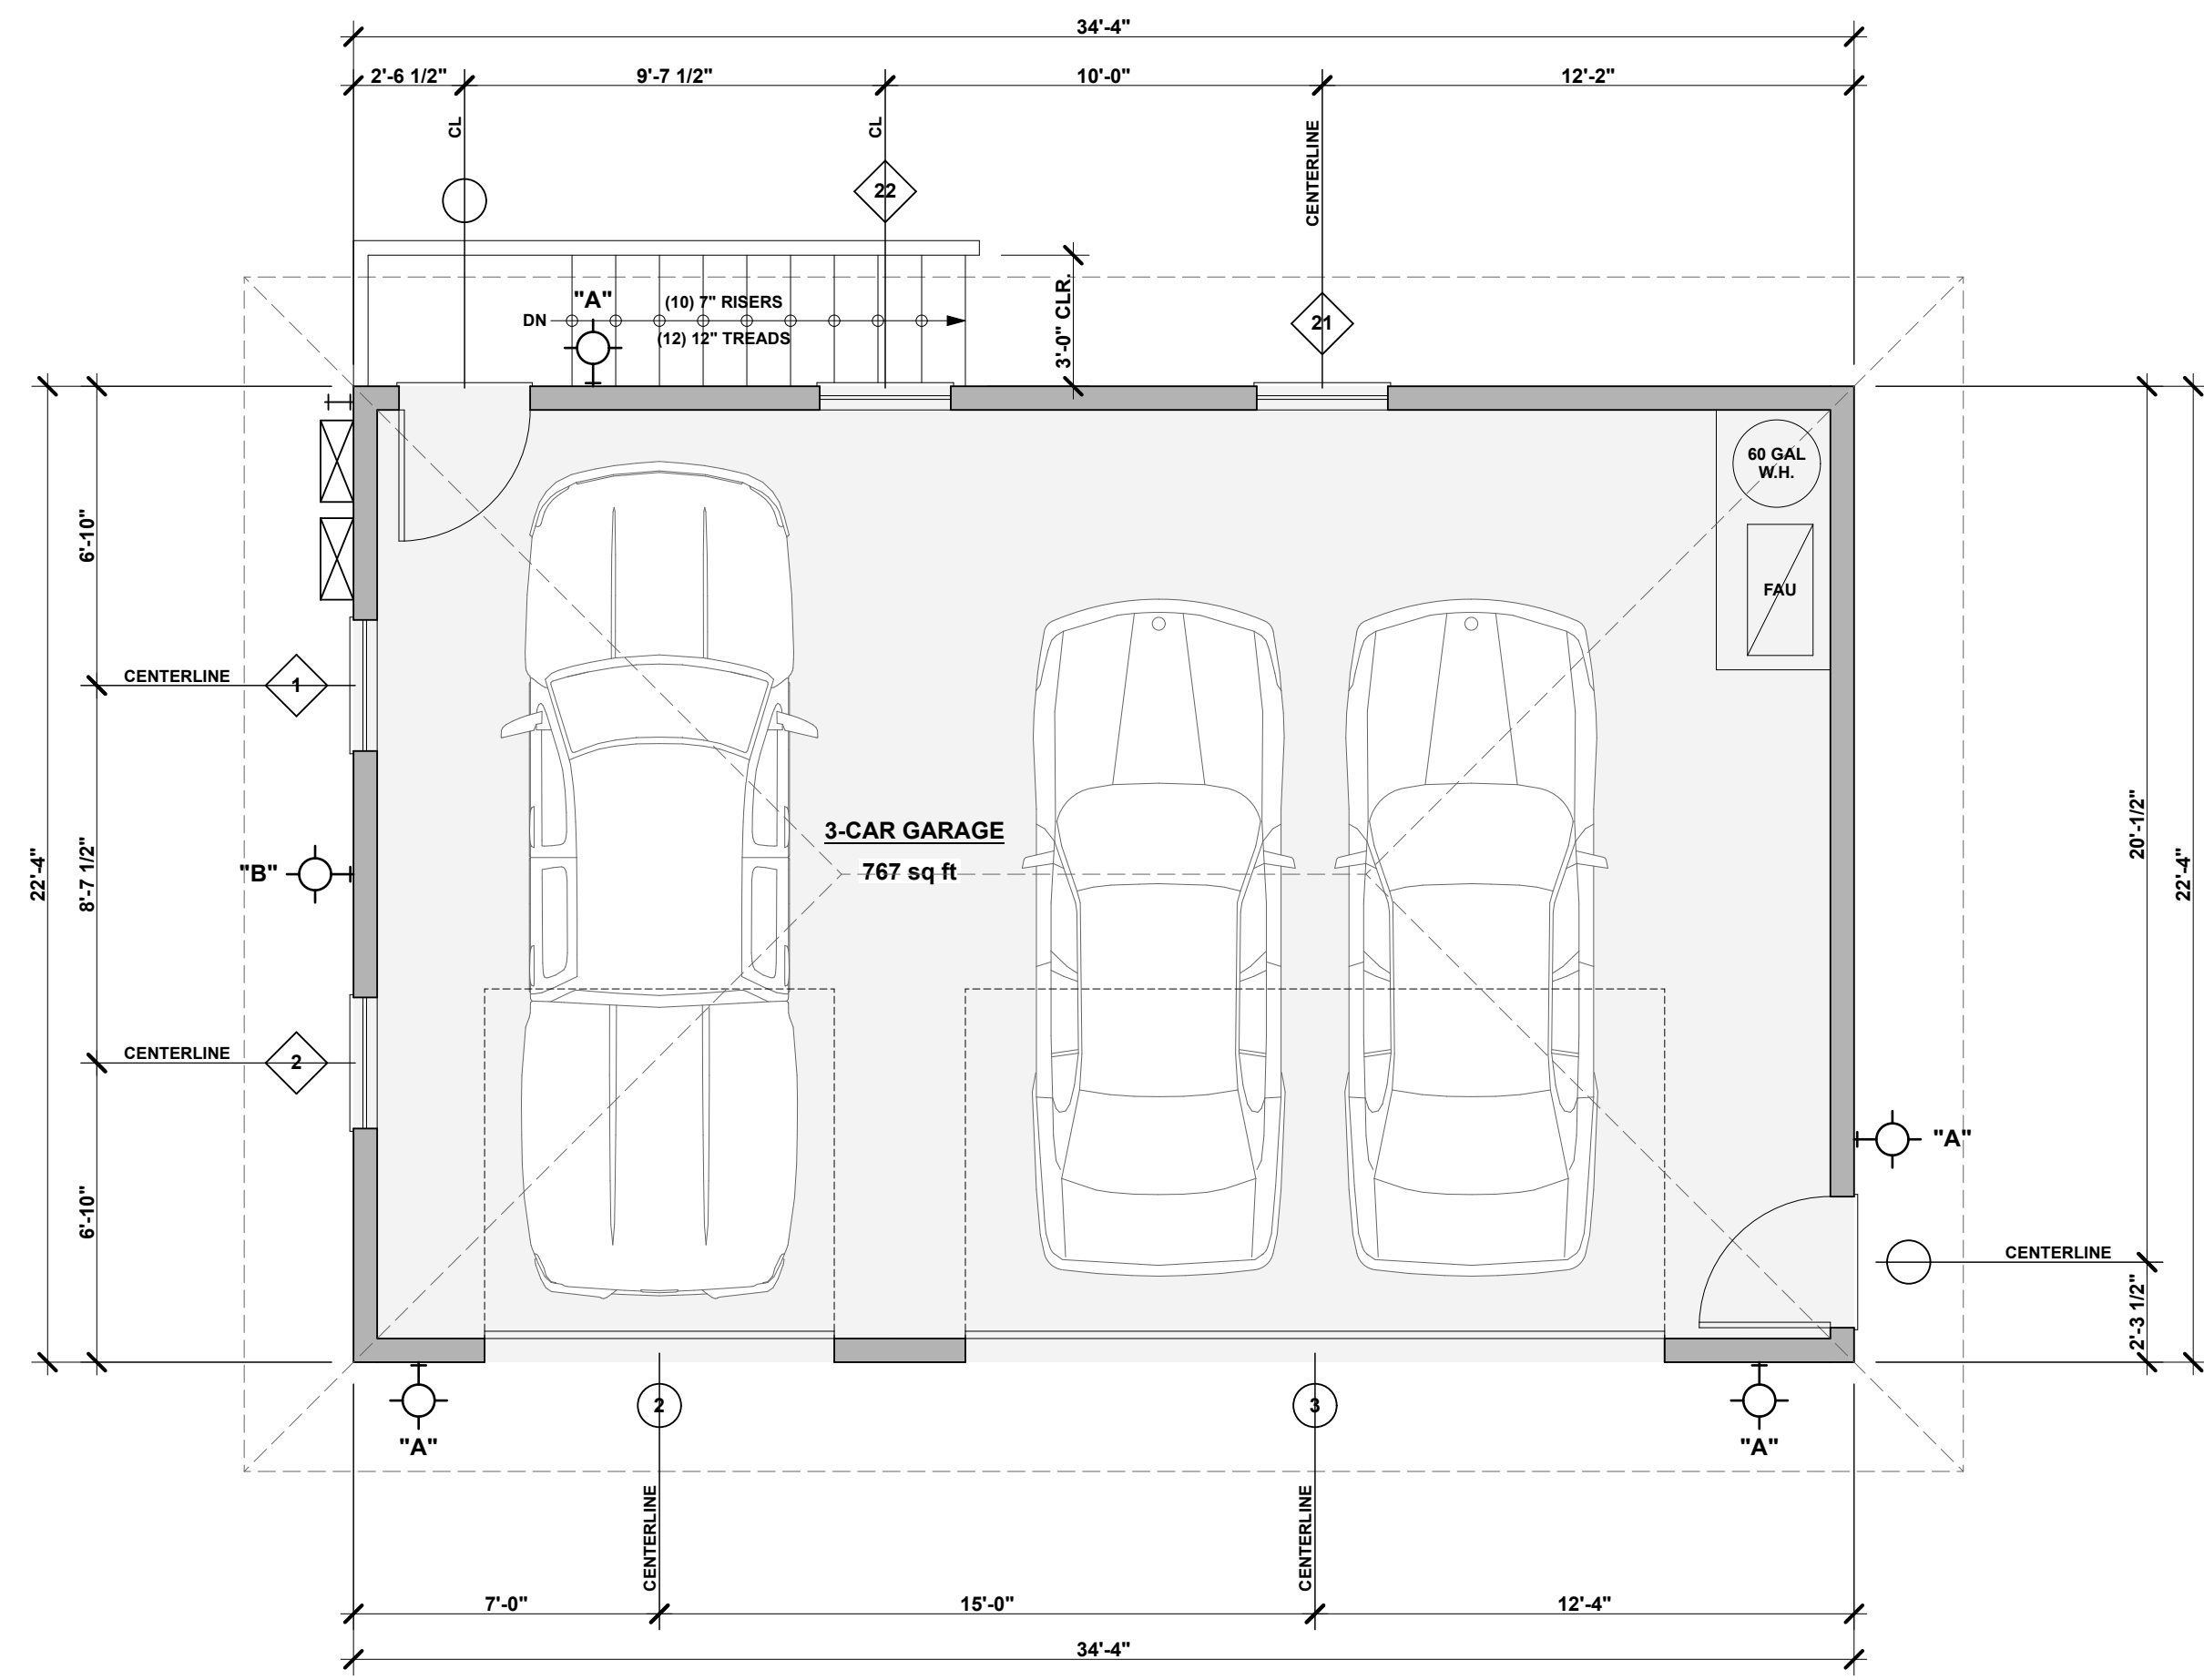 34'-4"
2'-6 1/2"
9'-7 1/2"
10'-0"
12'-2"
CL
CL
CENTERLINE
22
21
3'-0" CLR.
"A"
(10) 7" RISERS
DN
(12) 12" TREADS
60 GAL
W.H.
FAU
6'-10"
CENTERLINE
1
22'-4"
8'-7 1/2"
"B"
3-CAR GARAGE
767 sq ft
20'-1/2"
22'-4"
CENTERLINE
2
6'-10"
"A"
CENTERLINE
2'-3 1/2"
2
3
"A"
"A"
CENTERLINE
CENTERLINE
7'-0"
15'-0"
12'-4"
34'-4"